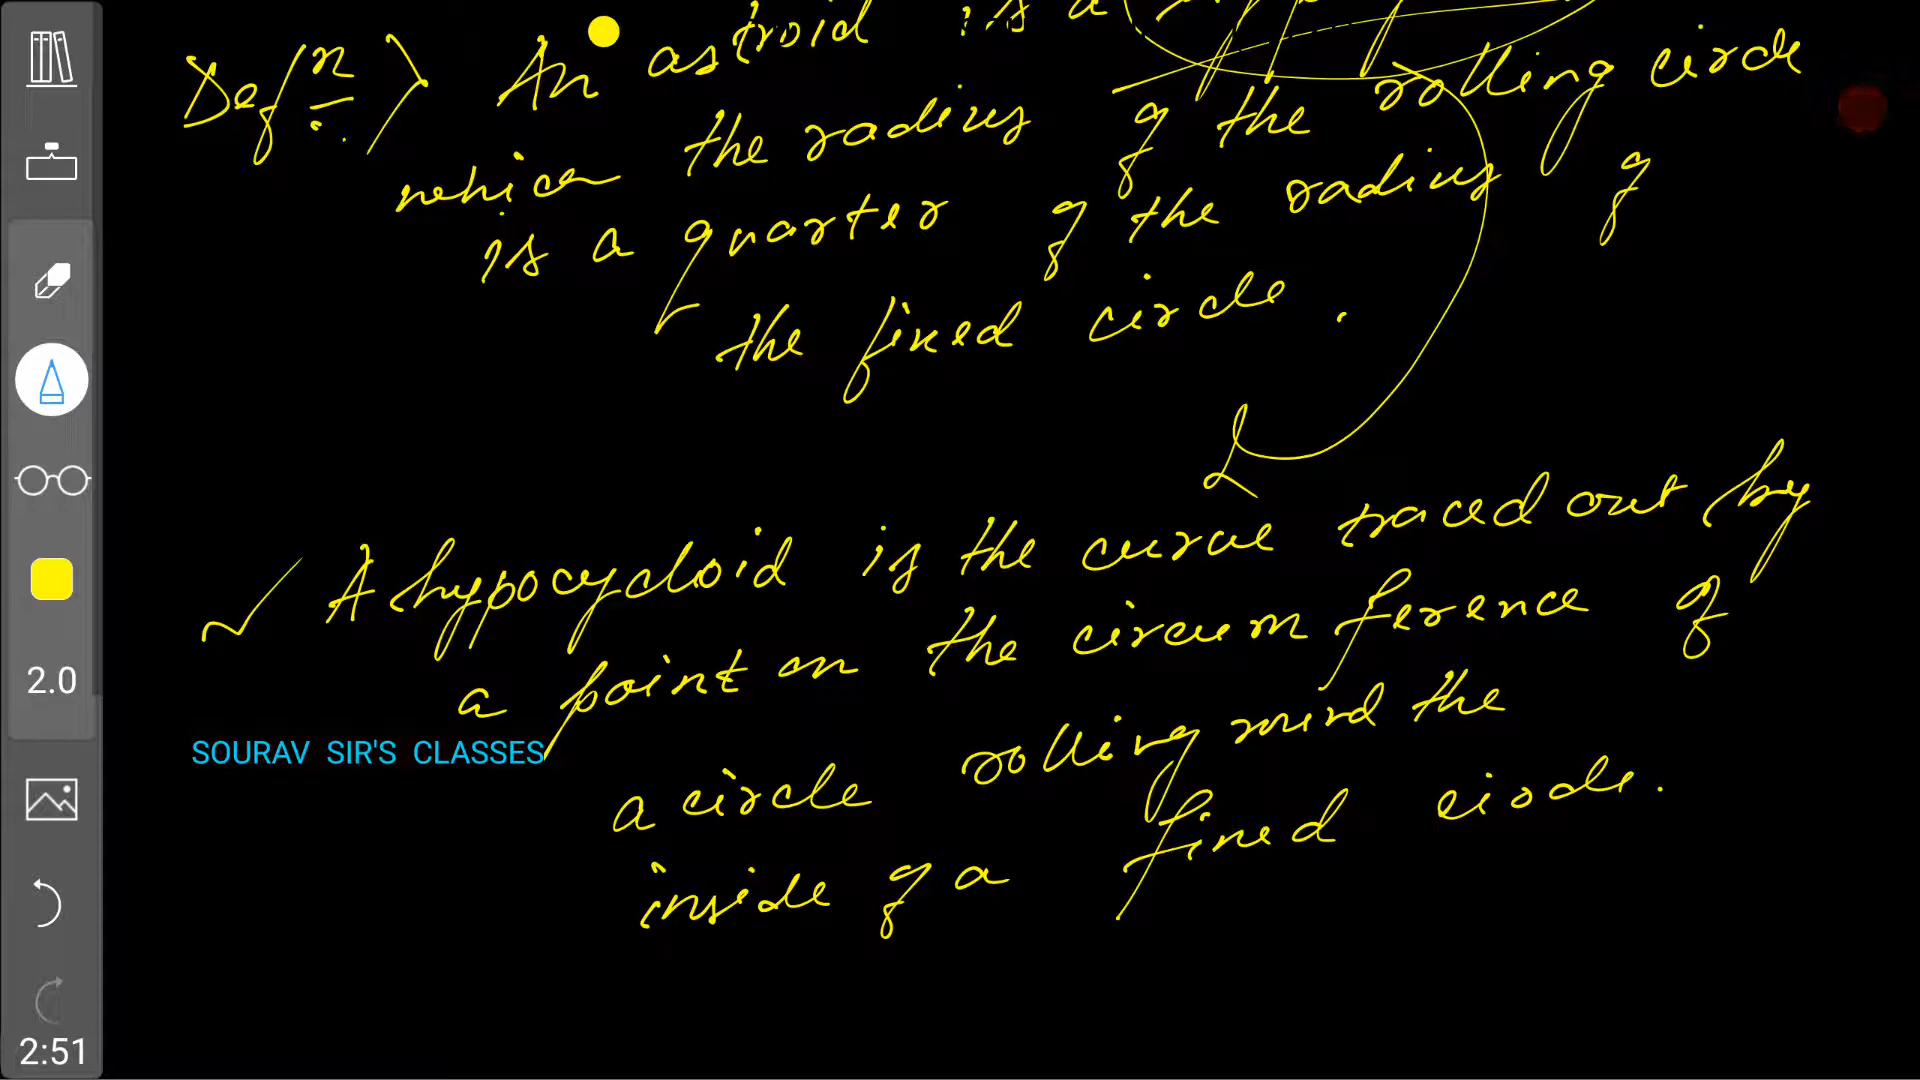 Defn: > An astroid is a
which the radius of the rolling circle
is a quarter of the radius of
the fixed circle.
✓ A hypocycloid is the curve traced out by
a point on the circumference of
SOURAV SIR'S CLASSES
a circle rolling round the
inside of a fixed circle.
2.0
2:51